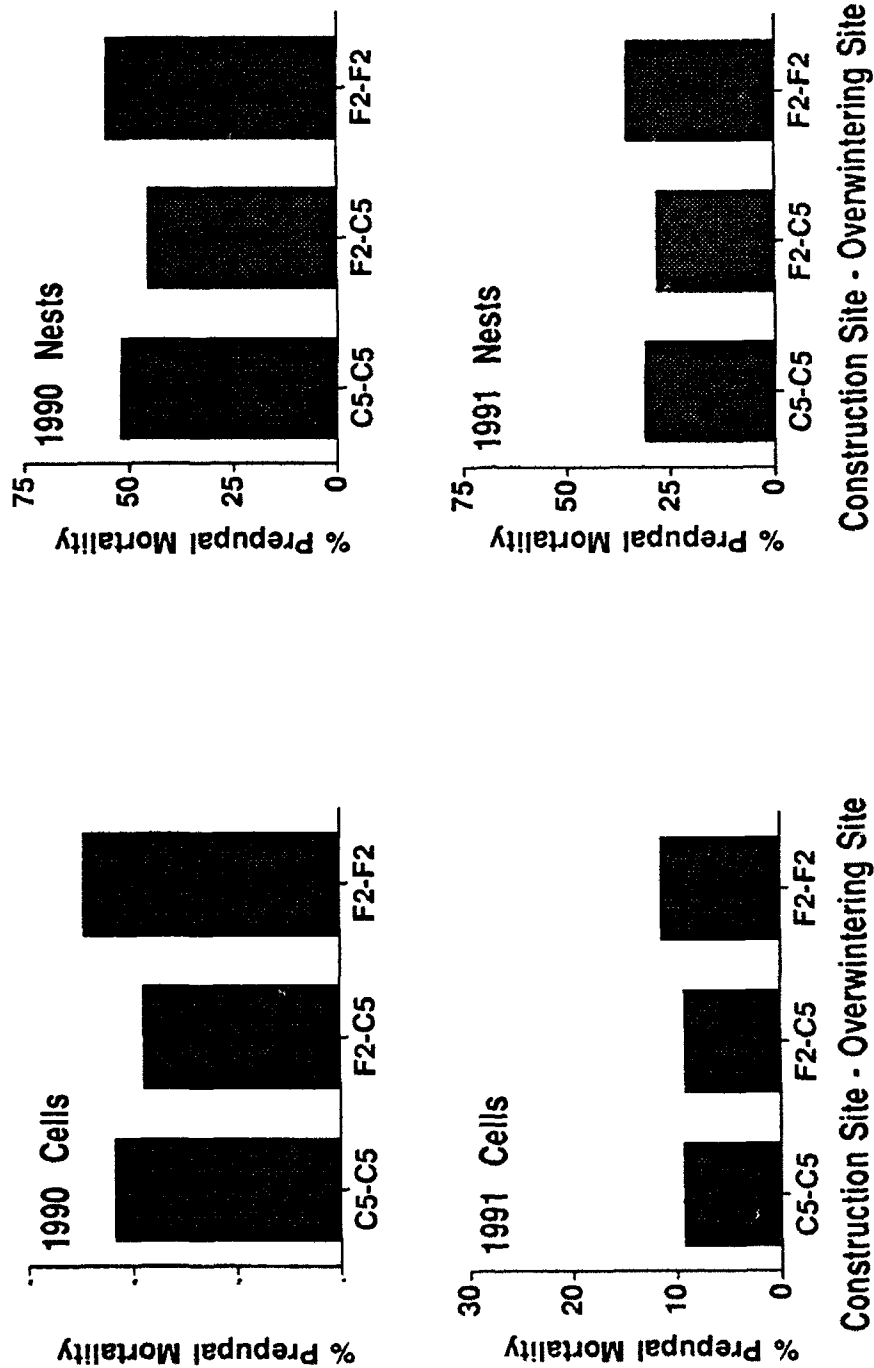 1990 Cells
% Prepupal Mortality
C5-C5 F2-C5 F2-F2
1990 Nests
% Prepupal Mortality
75
50
25
0
C5-C5 F2-C5 F2-F2
1991 Cells
% Prepupal Mortality
30
20
10
0
C5-C5 F2-C5 F2-F2
Construction Site - Overwintering Site
1991 Nests
% Prepupal Mortality
75
50
25
0
C5-C5 F2-C5 F2-F2
Construction Site - Overwintering Site